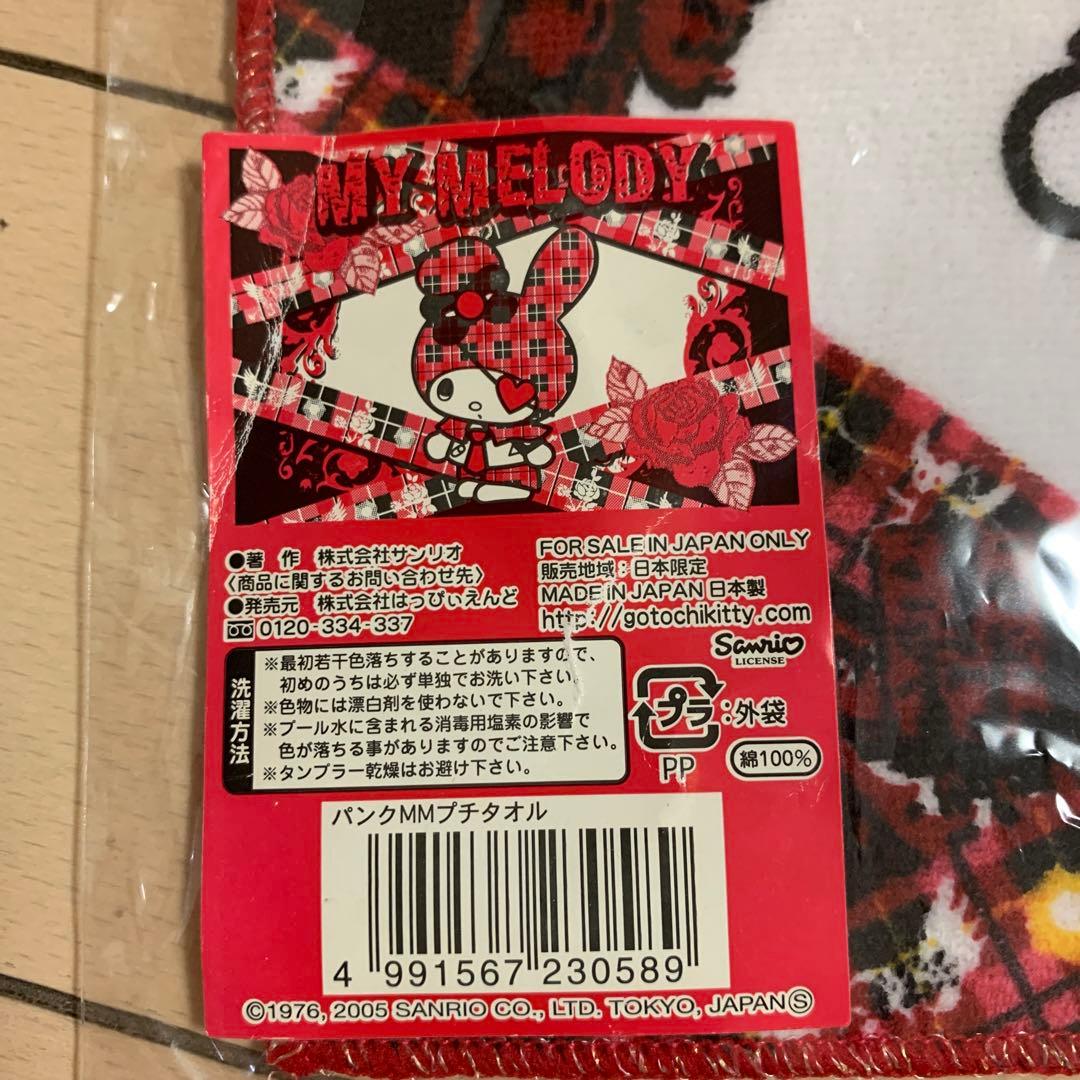 MY MELODY
●著 作 株式会社サンリオ
〈商品に関するお問い合わせ先〉
●発売元 株式会社はっぴぃえんど
0120-334-337
FOR SALE IN JAPAN ONLY
販売地域：日本限定
MADE IN JAPAN 日本製
http://gotochikitty.com
Sanrio
LICENSE
洗濯方法
※最初若干色落ちすることがありますので、
初めのうちは必ず単独でお洗い下さい。
※色物には漂白剤を使わないで下さい。
※プール水に含まれる消毒用塩素の影響で
色が落ちる事がありますのでご注意下さい。
※タンブラー乾燥はお避け下さい。
プラ：外袋
PP
綿100%
パンクMMプチタオル
4 991567 230589
©1976, 2005 SANRIO CO., LTD. TOKYO, JAPAN Ⓢ